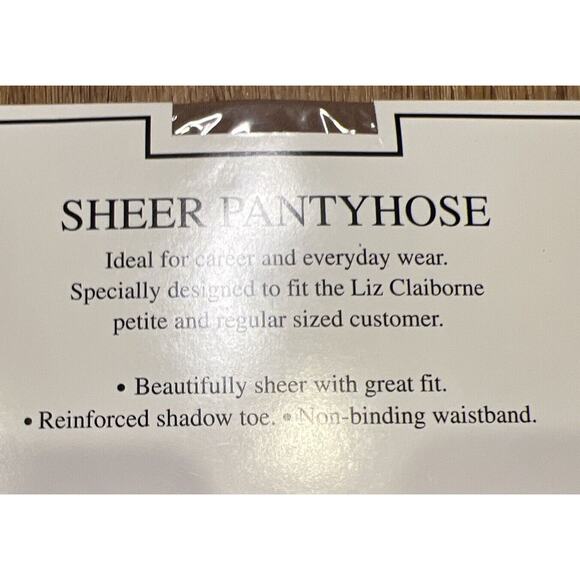 SHEER PANTYHOSE
Ideal for career and everyday wear.
Specially designed to fit the Liz Claiborne
petite and regular sized customer.
• Beautifully sheer with great fit.
• Reinforced shadow toe. • Non-binding waistband.